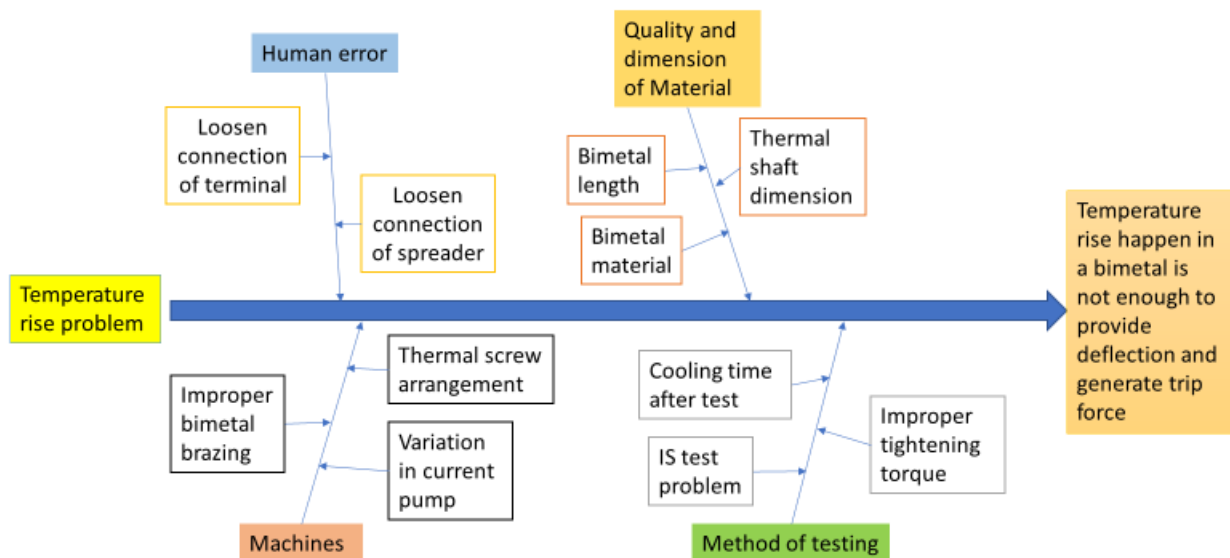 Human error
Quality and
dimension
of Material
Loosen
connection
of terminal
Loosen
connection
of spreader
Bimetal
length
Thermal
shaft
dimension
Bimetal
material
Temperature
rise problem
Temperature
rise happen in
a bimetal is
not enough to
provide
deflection and
generate trip
force
Thermal screw
arrangement
Improper
bimetal
brazing
Variation
in current
pump
Cooling time
after test
Improper
tightening
torque
IS test
problem
Machines
Method of testing